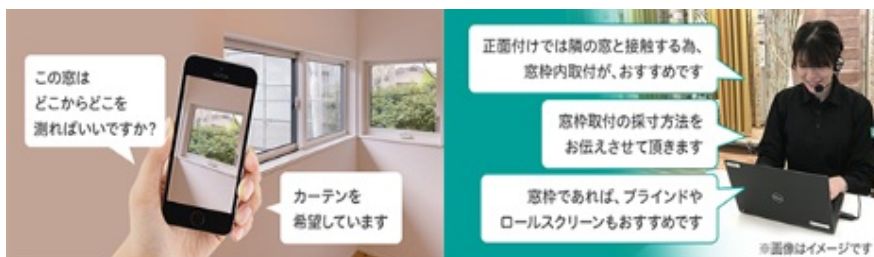 この窓は
どこからどこを
測ればいいですか?
カーテンを
希望しています
正面付けでは隣の窓と接触する為、
窓枠内取付が、おすすめです
窓枠取付の採寸方法を
お伝えさせて頂きます
窓枠であれば、ブラインドや
ロールスクリーンもおすすめです
※画像はイメージです